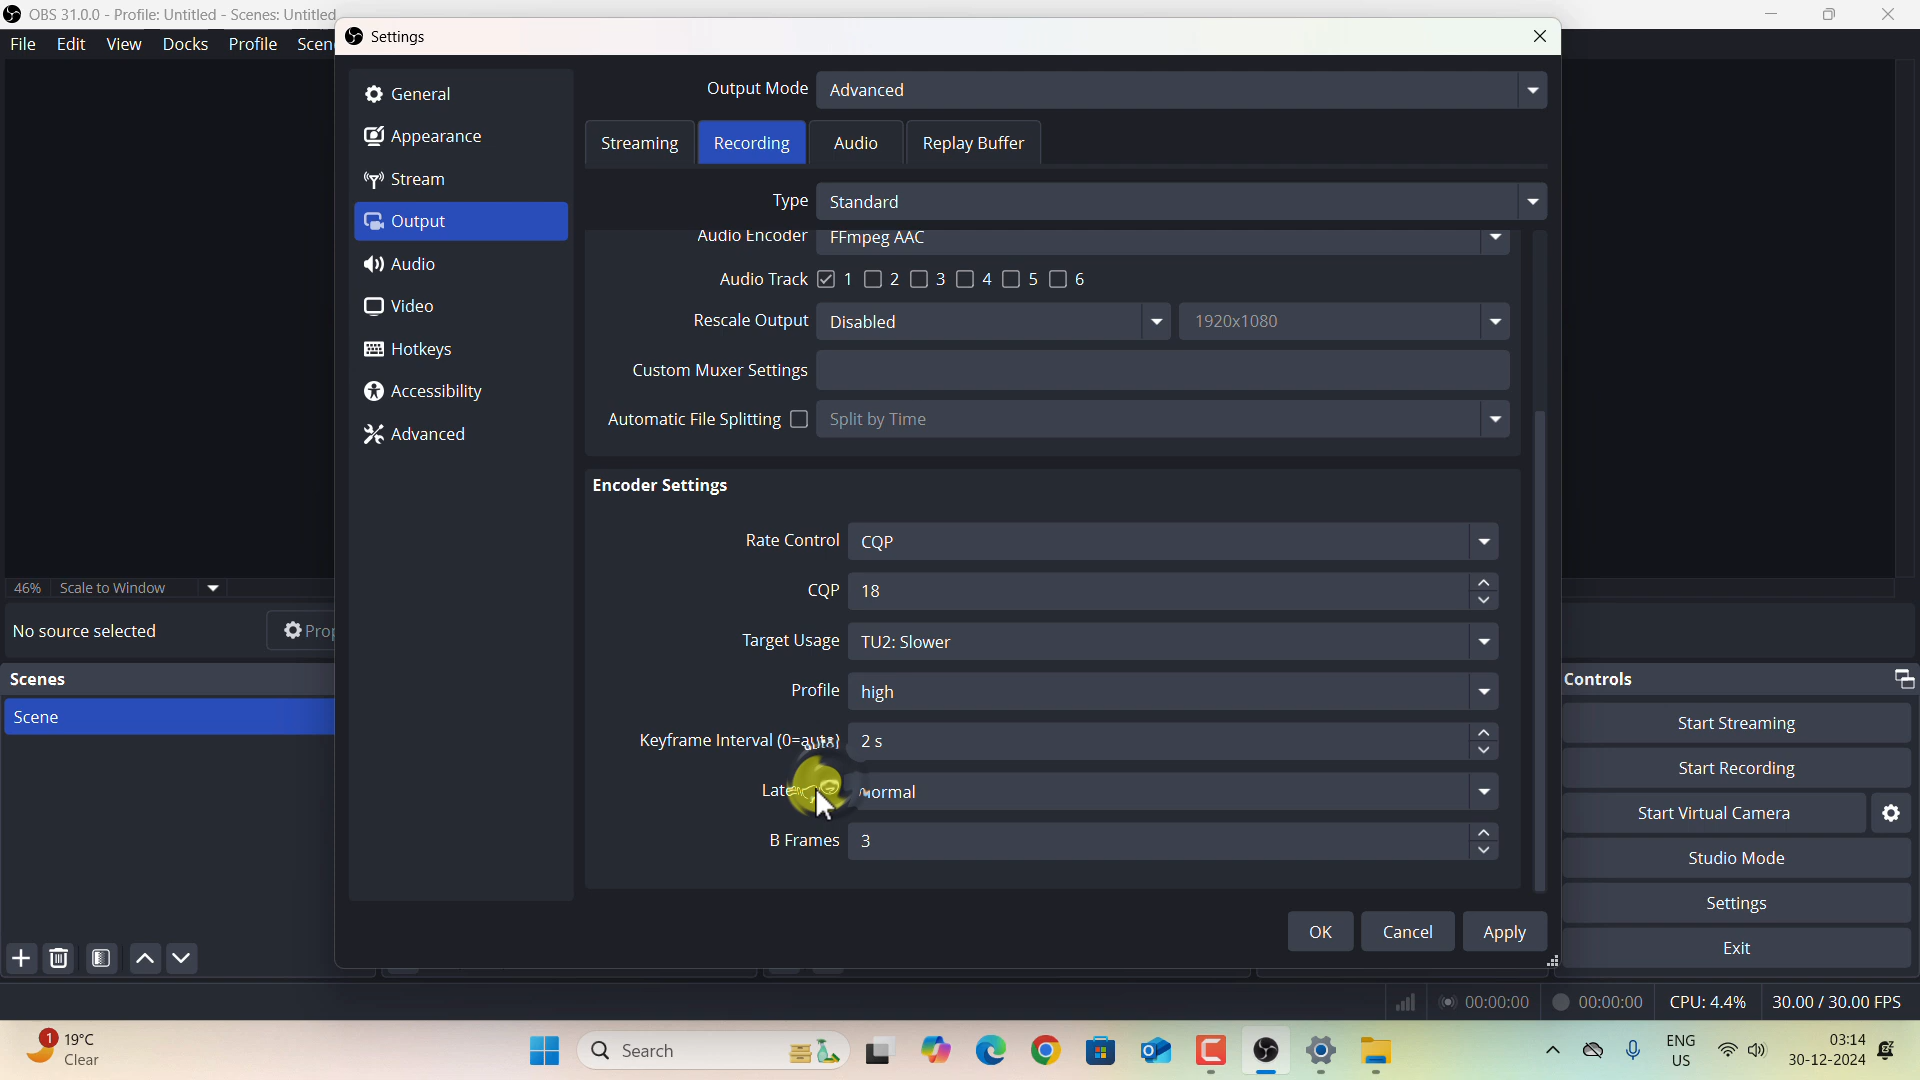 OBS 31.0.0 - Profile: Untitled - Scenes: Untitled
File Edit View Docks Profile
Settings
General
Appearance
Stream
Output
Audio
Video
Hotkeys
Accessibility
Advanced
Output Mode Advanced
Streaming Recording Audio Replay Buffer
Type Standard
Audio Encoder FFmpeg AAC
Audio Track 1 2 3 4 5 6
Rescale Output Disabled 1920x1080
Custom Muxer Settings
Automatic File Splitting Split by Time
Encoder Settings
Rate Control CQP
CQP 18
Target Usage TU2: Slower
Profile high
Keyframe Interval 2 s
normal
B Frames 3
OK Cancel Apply
46% Scale to Window
No source selected
Scenes
Scene
Controls
Start Streaming
Start Recording
Start Virtual Camera
Studio Mode
Settings
Exit
00:00:00 00:00:00 CPU: 4.4% 30.00 / 30.00 FPS
1 19°C
Clear
Search
ENG
US
03:14
30-12-2024